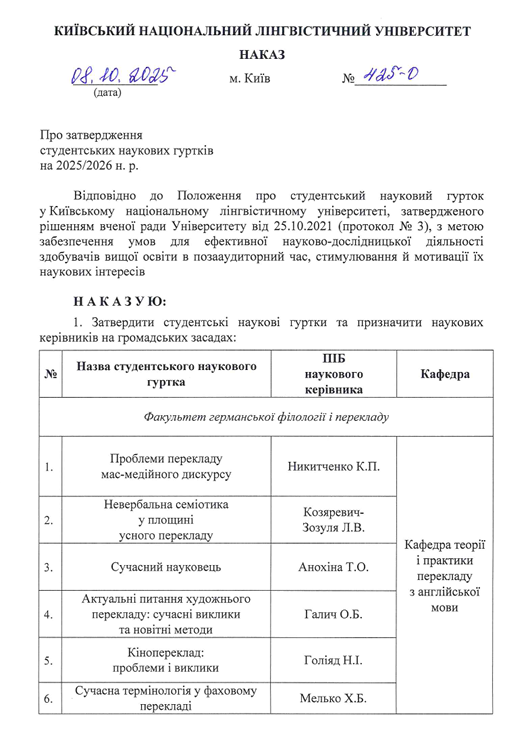 КИЇВСЬКИЙ НАЦІОНАЛЬНИЙ ЛІНГВІСТИЧНИЙ УНІВЕРСИТЕТ
НАКАЗ
08.10.2025 м. Київ № 425-О
(дата)
Про затвердження
студентських наукових гуртків
на 2025/2026 н. р.
Відповідно до Положення про студентський науковий гурток
у Київському національному лінгвістичному університеті, затвердженого
рішенням вченої ради Університету від 25.10.2021 (протокол № 3), з метою
забезпечення умов для ефективної науково-дослідницької діяльності
здобувачів вищої освіти в позааудиторний час, стимулювання й мотивації їх
наукових інтересів
Н А К А З У Ю:
1. Затвердити студентські наукові гуртки та призначити наукових
керівників на громадських засадах:
№ Назва студентського наукового гуртка ПІБ наукового керівника Кафедра
Факультет германської філології і перекладу
1. Проблеми перекладу мас-медійного дискурсу Никитченко К.П.
2. Невербальна семіотика у площині усного перекладу Козяревич-Зозуля Л.В.
3. Сучасний науковець Анохіна Т.О.
4. Актуальні питання художнього перекладу: сучасні виклики та новітні методи Галич О.Б.
5. Кінопереклад: проблеми і виклики Голіяд Н.І.
6. Сучасна термінологія у фаховому перекладі Мелько Х.Б.
Кафедра теорії і практики перекладу з англійської мови